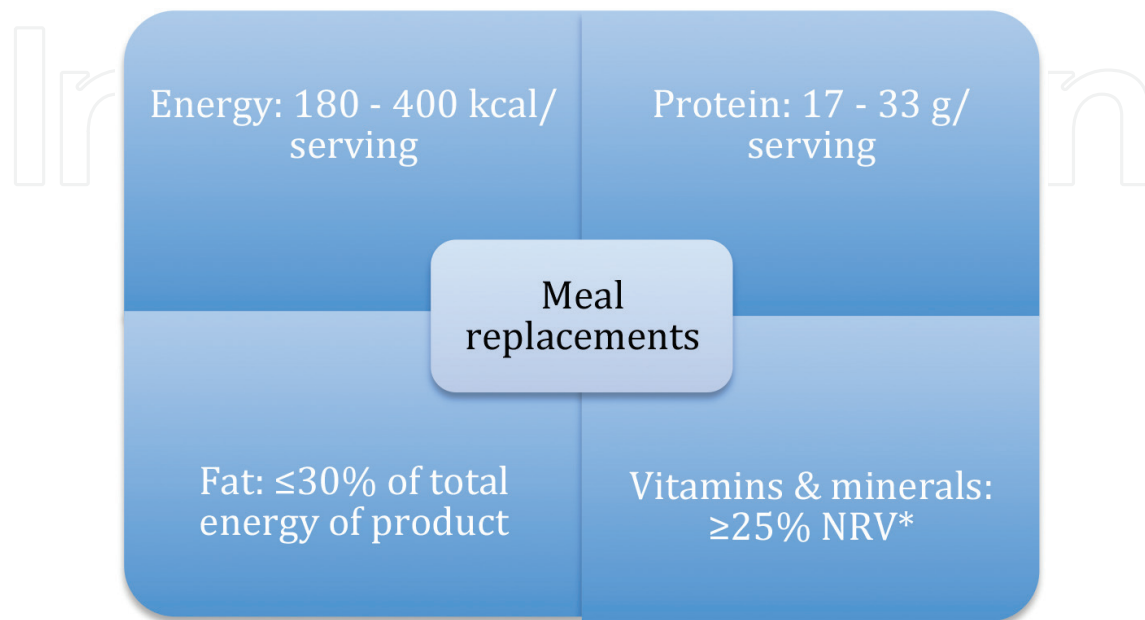 Energy: 180 - 400 kcal/
serving
Protein: 17 - 33 g/
serving
Meal
replacements
Fat: ≤30% of total
energy of product
Vitamins & minerals:
≥25% NRV*